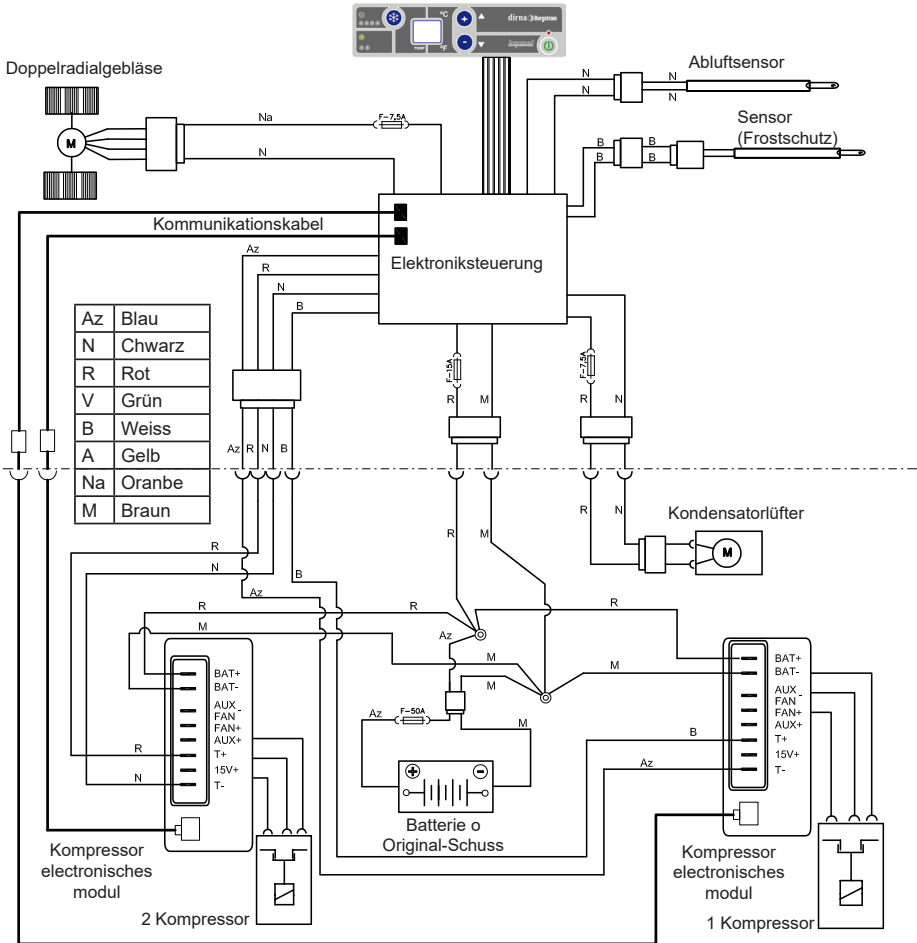 °C
dirna Bergstrom
TEMP
°F
Doppelradialgebläse
M
Na
F-7,5A
N
N
N
N
N
Abluftsensor
Sensor
(Frostschutz)
B
B
B
B
Kommunikationskabel
Elektroniksteuerung
Az
R
N
B
Az Blau
N Chwarz
R Rot
V Grün
B Weiss
A Gelb
Na Oranbe
M Braun
F-15A
F-7,5A
R
M
R
N
Az
R
N
B
R
M
R
N
Kondensatorlüfter
M
R
N
B
Az
R
R
R
M
Az
M
M
M
BAT+
BAT-
AUX -
FAN
FAN+
AUX+
T+
15V+
T-
R
N
Az
F-50A
M
B
Az
BAT+
BAT-
AUX -
FAN
FAN+
AUX+
T+
15V+
T-
Batterie o
Original-Schuss
Kompressor
electronisches
modul
2 Kompressor
Kompressor
electronisches
modul
1 Kompressor